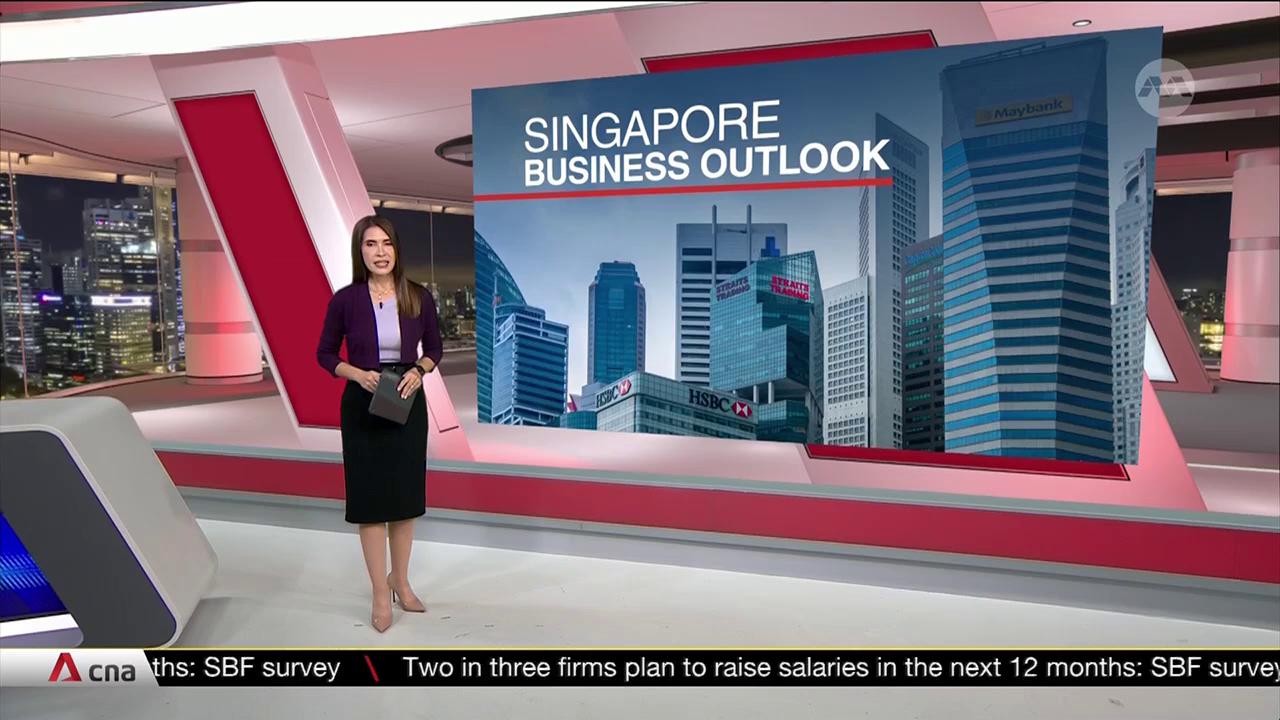 SINGAPORE
BUSINESS OUTLOOK
Maybank
STRAITS
TRADING
STRAITS
TRADING
HSBC
HSBC
cna
ths: SBF survey \ Two in three firms plan to raise salaries in the next 12 months: SBF survey